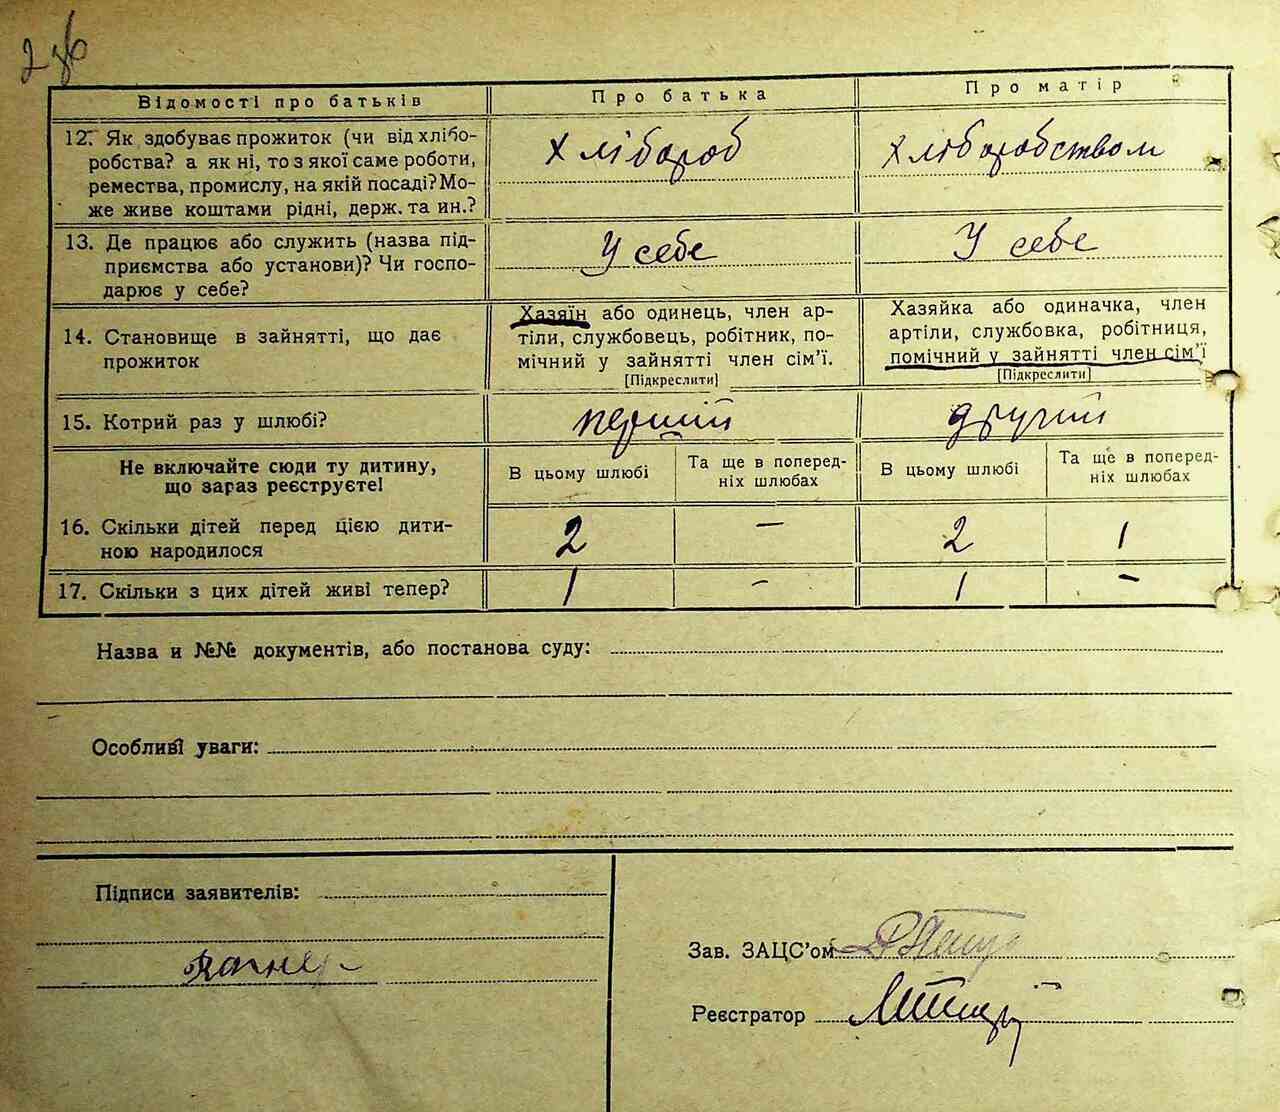 2зв
Відомості про батьків Про батька Про матір
12. Як здобуває прожиток (чи від хлібо- Хлібороб Хліборобством
робства? а як ні, то з якої саме роботи,
ремества, промислу, на якій посаді? Мо-
же живе коштами рідні, держ. та ин.?
13. Де працює або служить (назва під- У себе У себе
приємства або установи)? Чи госпо-
дарює у себе?
14. Становище в зайнятті, що дає
прожиток
Хазяїн або одинець, член ар-
тіли, службовець, робітник, по-
мічний у зайнятті член сім’ї.
[Підкреслити]
Хазяйка або одиначка, член
артіли, службовка, робітниця,
помічний у зайнятті член сім’ї
[Підкреслити]
15. Котрий раз у шлюбі? перший другий
Не включайте сюди ту дитину,
що зараз реєструєте!
В цьому шлюбі
Та ще в поперед-
ніх шлюбах
В цьому шлюбі
Та ще в поперед-
ніх шлюбах
16. Скільки дітей перед цією дити- 2 – 2 1
ною народилося
17. Скільки з цих дітей живі тепер? 1 – 1 –
Назва и №№ документів, або постанова суду:
Особливі уваги:
Підписи заявителів:
Вагнер
Зав. ЗАЦС’ом
Реєстратор